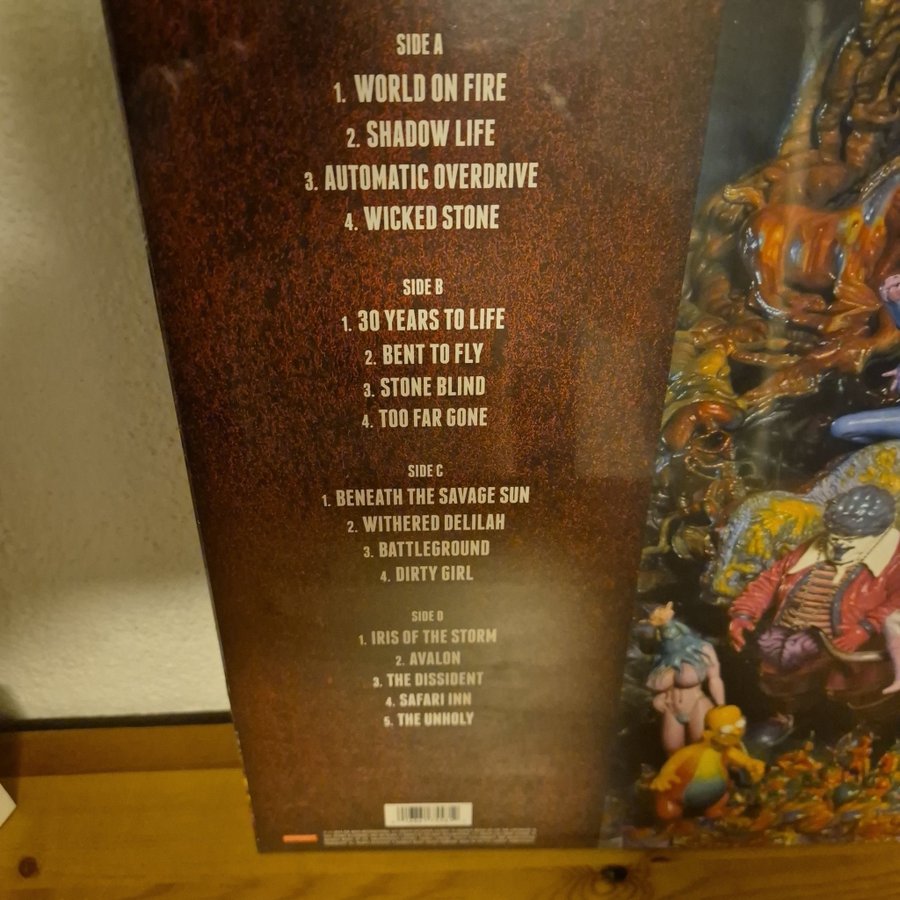 SIDE A
1. WORLD ON FIRE
2. SHADOW LIFE
3. AUTOMATIC OVERDRIVE
4. WICKED STONE
SIDE B
1. 30 YEARS TO LIFE
2. BENT TO FLY
3. STONE BLIND
4. TOO FAR GONE
SIDE C
1. BENEATH THE SAVAGE SUN
2. WITHERED DELILAH
3. BATTLEGROUND
4. DIRTY GIRL
SIDE D
1. IRIS OF THE STORM
2. AVALON
3. THE DISSIDENT
4. SAFARI INN
5. THE UNHOLY